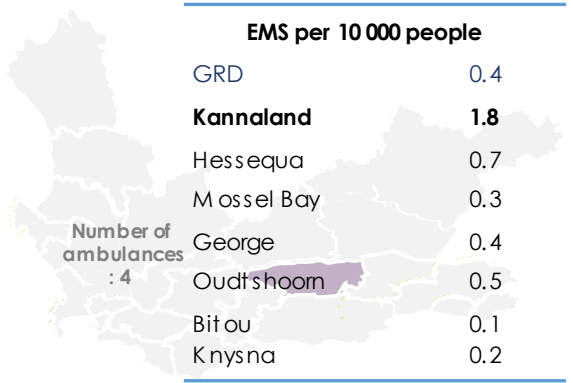 EMS per 10 000 people
GRD 0.4
Kannaland 1.8
Hessequa 0.7
Mossel Bay 0.3
Number of
ambulances
: 4
George 0.4
Oudtshoorn 0.5
Bitou 0.1
Knysna 0.2